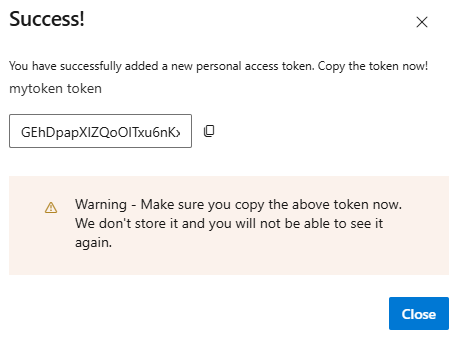 Success!
You have successfully added a new personal access token. Copy the token now!
mytoken token
Warning - Make sure you copy the above token now.
We don't store it and you will not be able to see it
again.
Close